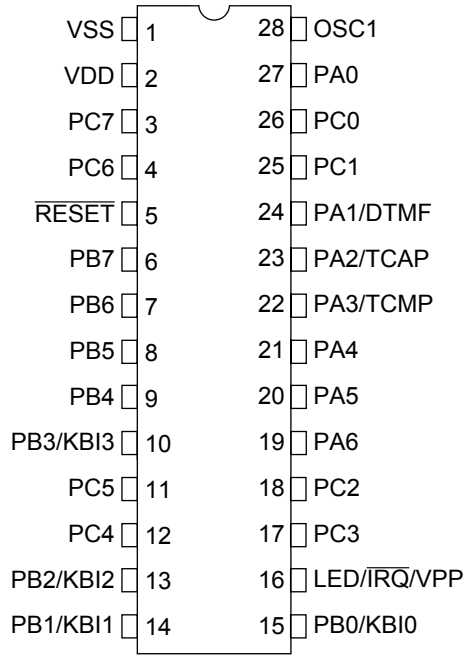 VSS 1 28 OSC1
VDD 2 27 PA0
PC7 3 26 PC0
PC6 4 25 PC1
RESET 5 24 PA1/DTMF
PB7 6 23 PA2/TCAP
PB6 7 22 PA3/TCMP
PB5 8 21 PA4
PB4 9 20 PA5
PB3/KBI3 10 19 PA6
PC5 11 18 PC2
PC4 12 17 PC3
PB2/KBI2 13 16 LED/IRQ/VPP
PB1/KBI1 14 15 PB0/KBI0